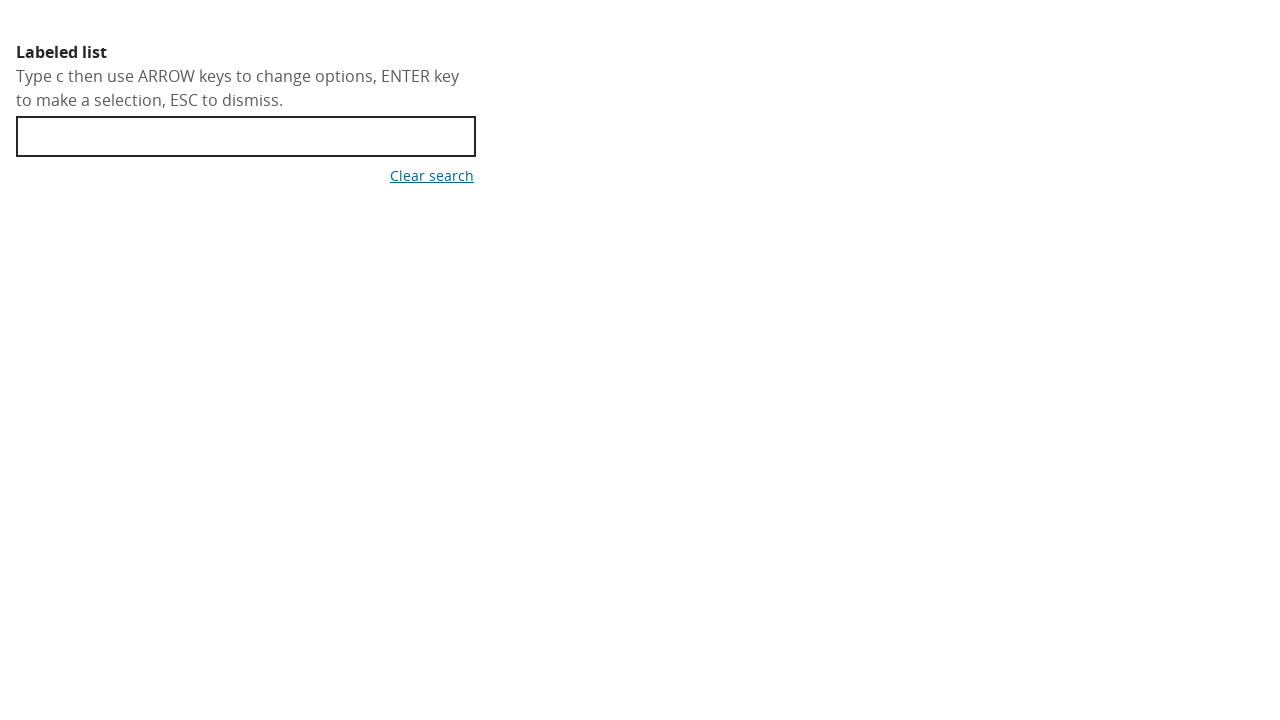 Labeled list
Type c then use ARROW keys to change options, ENTER key
to make a selection, ESC to dismiss.
Clear search